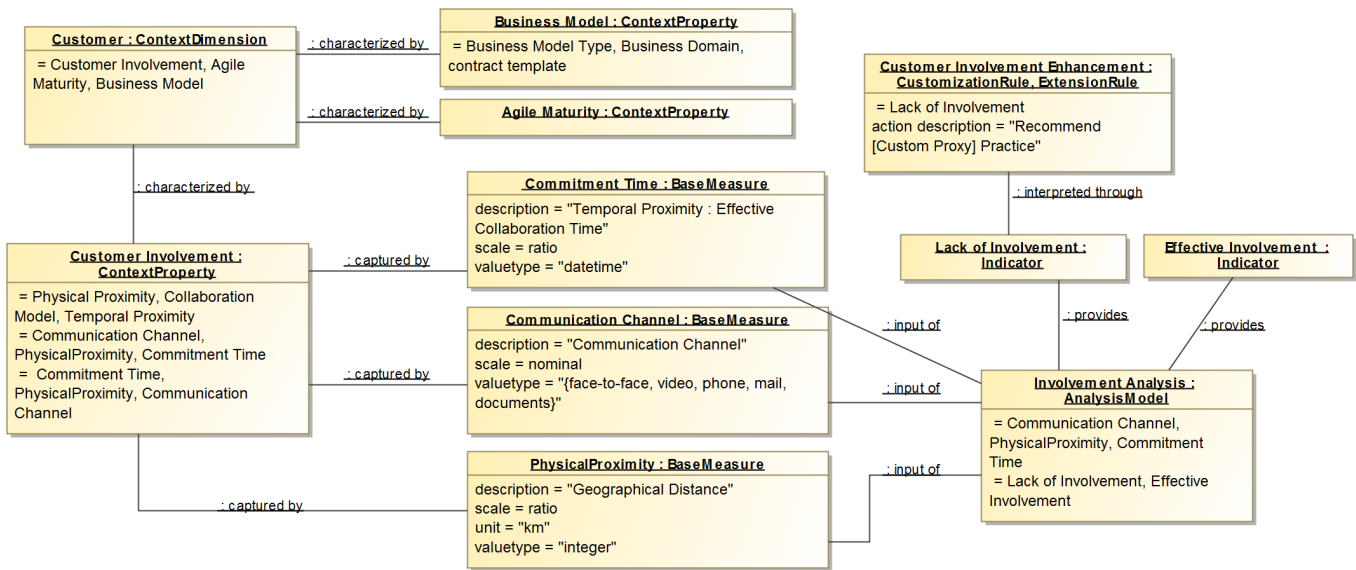 Customer : ContextDimension
= Customer Involvement, Agile
Maturity, Business Model
: characterized by
Business Model : ContextProperty
= Business Model Type, Business Domain,
contract template
: characterized by
Agile Maturity : ContextProperty
Customer Involvement Enhancement :
CustomizationRule, ExtensionRule
= Lack of Involvement
action description = "Recommend
[Custom Proxy] Practice"
: characterized by
: interpreted through
Commitment Time : BaseMeasure
description = "Temporal Proximity : Effective
Collaboration Time"
scale = ratio
valuetype = "datetime"
Lack of Involvement :
Indicator
Effective Involvement :
Indicator
Customer Involvement :
ContextProperty
= Physical Proximity, Collaboration
Model, Temporal Proximity
= Communication Channel,
PhysicalProximity, Commitment Time
= Commitment Time,
PhysicalProximity, Communication
Channel
: captured by
: captured by
: captured by
Communication Channel : BaseMeasure
description = "Communication Channel"
scale = nominal
valuetype = "{face-to-face, video, phone, mail,
documents}"
: input of
: input of
: input of
: provides
: provides
PhysicalProximity : BaseMeasure
description = "Geographical Distance"
scale = ratio
unit = "km"
valuetype = "integer"
Involvement Analysis :
AnalysisModel
= Communication Channel,
PhysicalProximity, Commitment
Time
= Lack of Involvement, Effective
Involvement